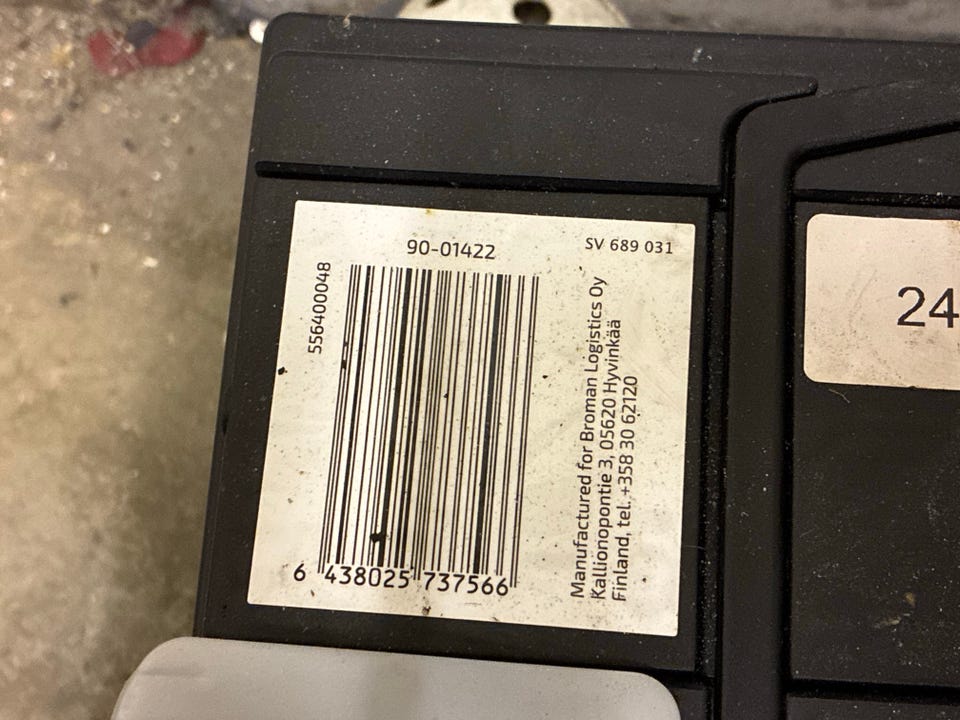 90-01422
SV 689 031
556400048
6 438025 737566
Manufactured for Broman Logistics Oy
Kallionopontie 3, 05620 Hyvinkää
Finland, tel. +358 30 62120
24